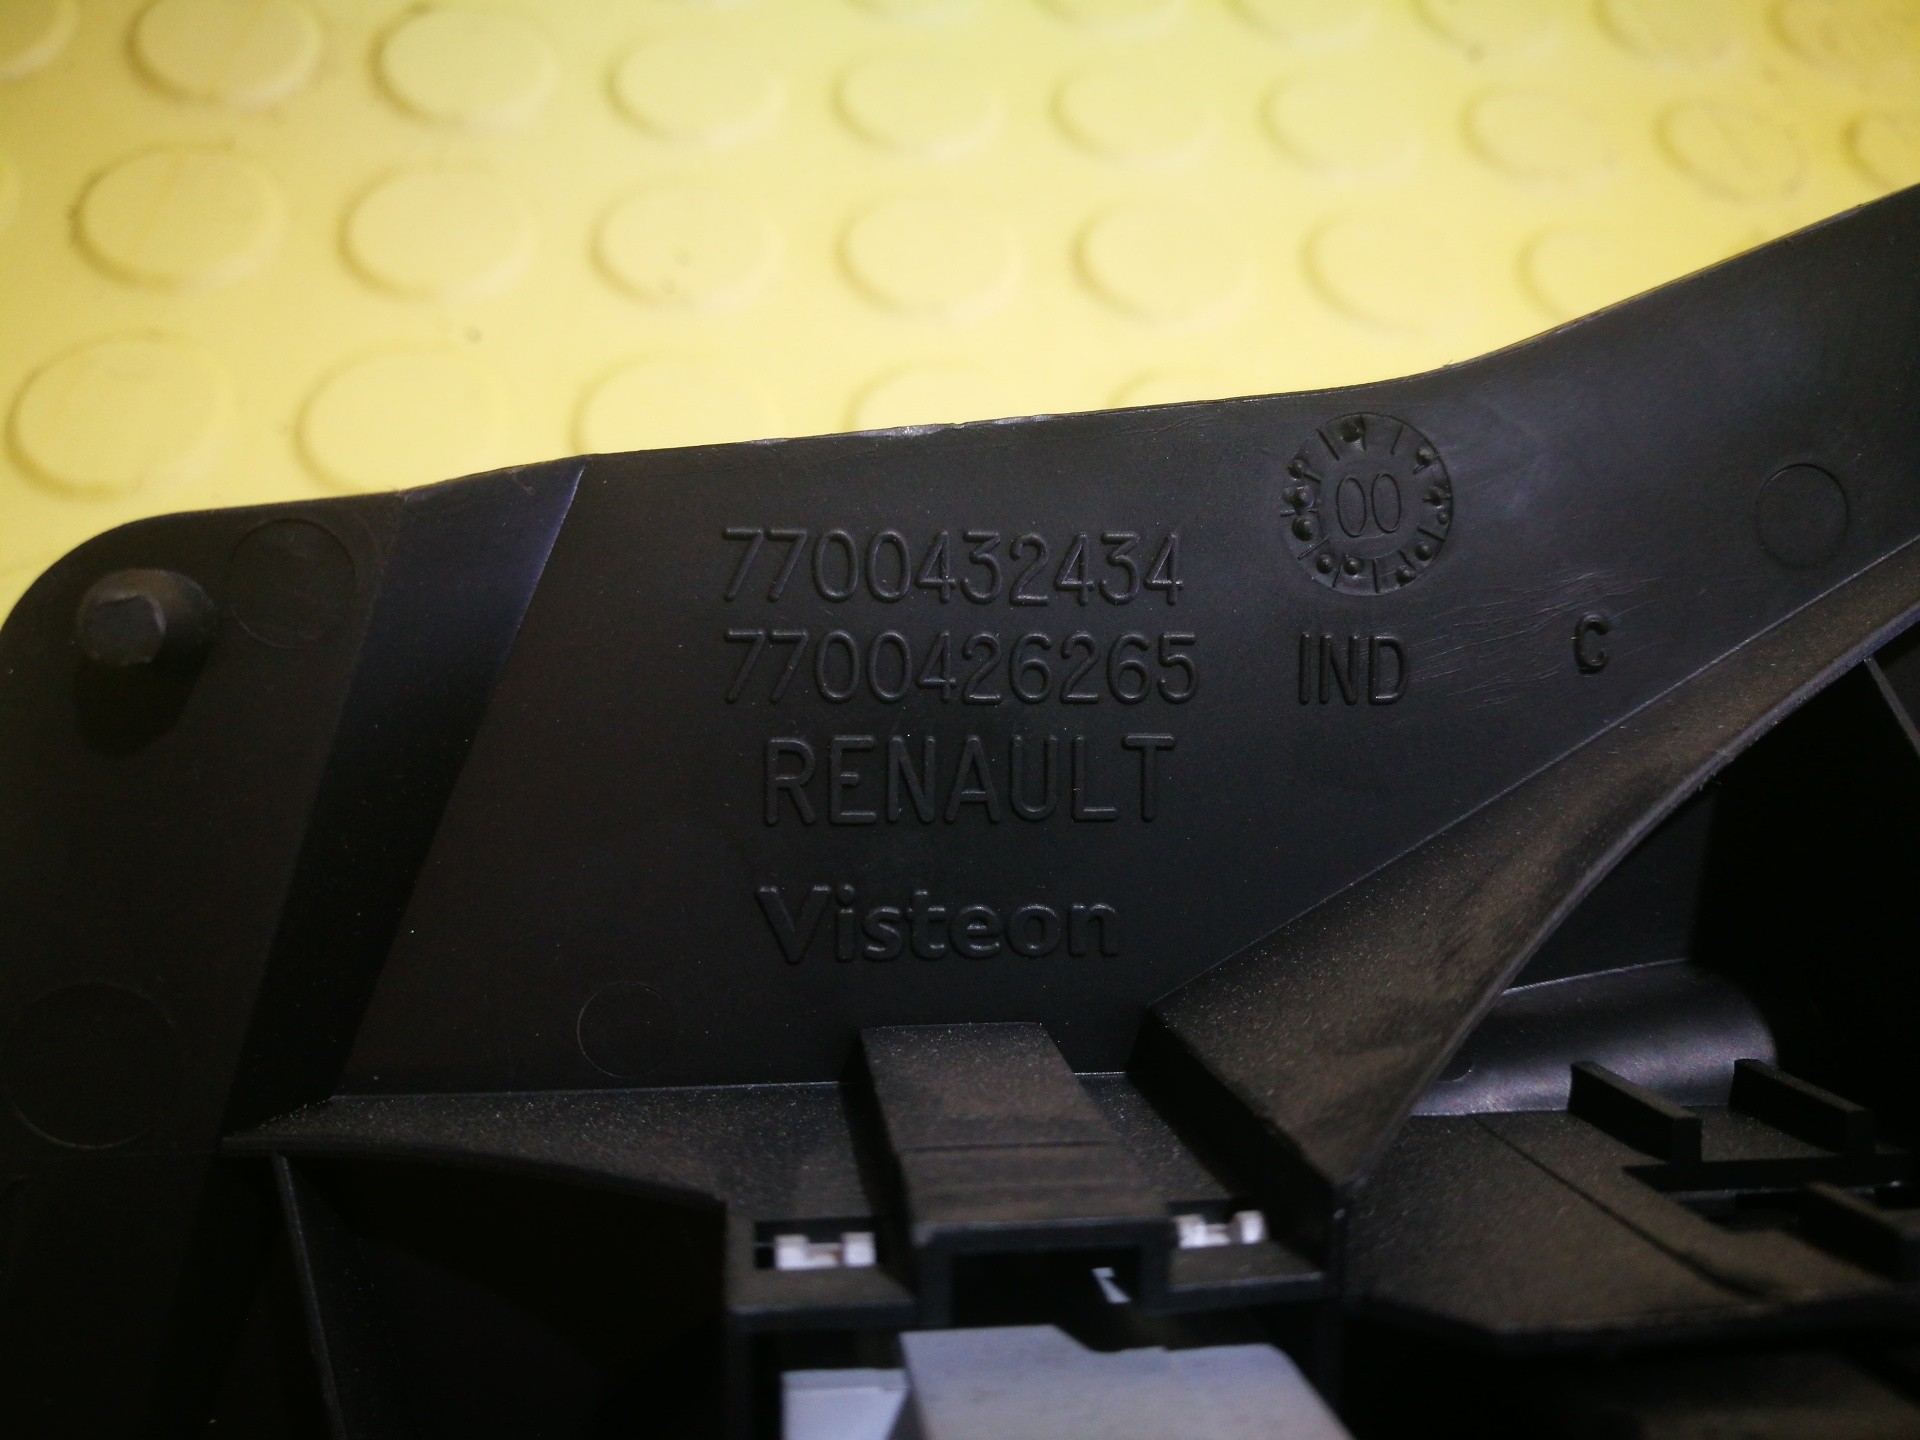 00
7700432434
7700426265 IND C
RENAULT
Visteon